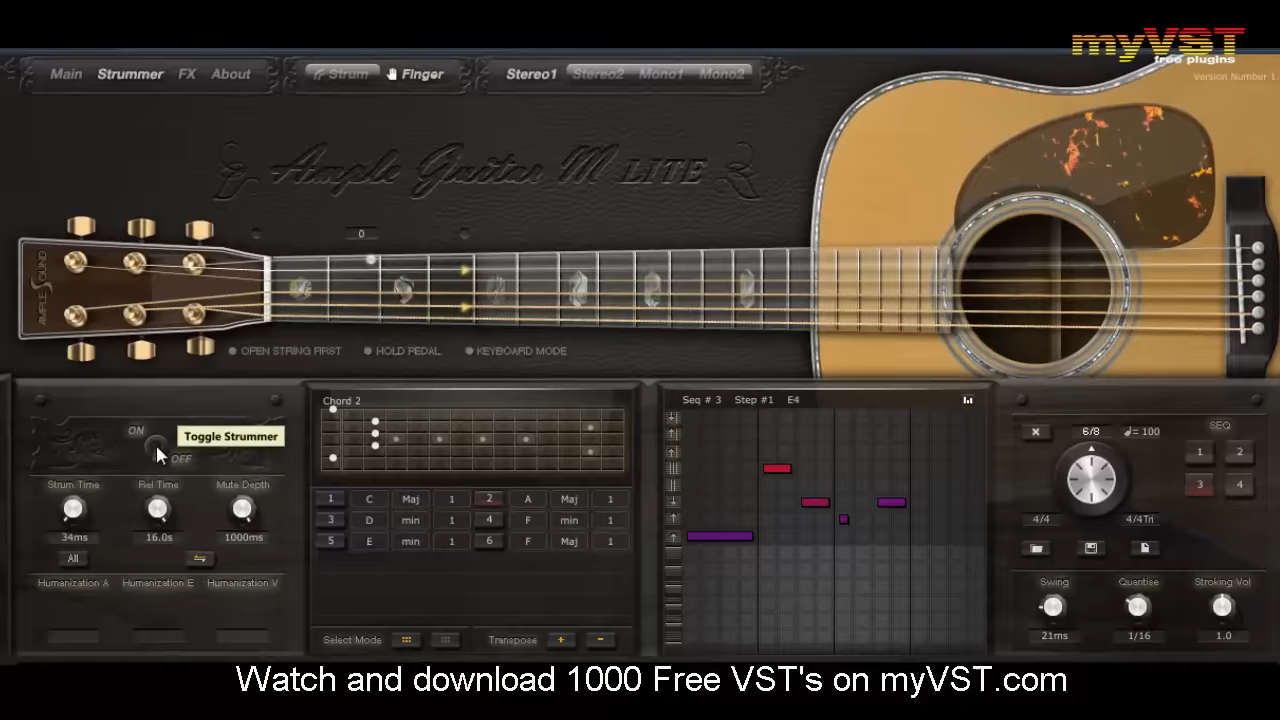 myVST
free plugins
Version Number 1
Main Strummer FX About
Strum Finger
Stereo1 Stereo2 Mono1 Mono2
Ample Guitar M LITE
0
AMPLE SOUND
OPEN STRING FIRST HOLD PEDAL KEYBOARD MODE
ON
OFF
Toggle Strummer
Strum Time Rel Time Mute Depth
34ms 16.0s 1000ms
All
Humanization A Humanization E Humanization V
Chord 2
1 C Maj 1 2 A Maj 1
3 D min 1 4 F min 1
5 E min 1 6 F Maj 1
Select Mode Transpose + -
Seq # 3 Step #1 E4
6/8 = 100
4/4 4/4Tri
SEQ
1 2
3 4
Swing Quantise Stroking Vol
21ms 1/16 1.0
Watch and download 1000 Free VST's on myVST.com